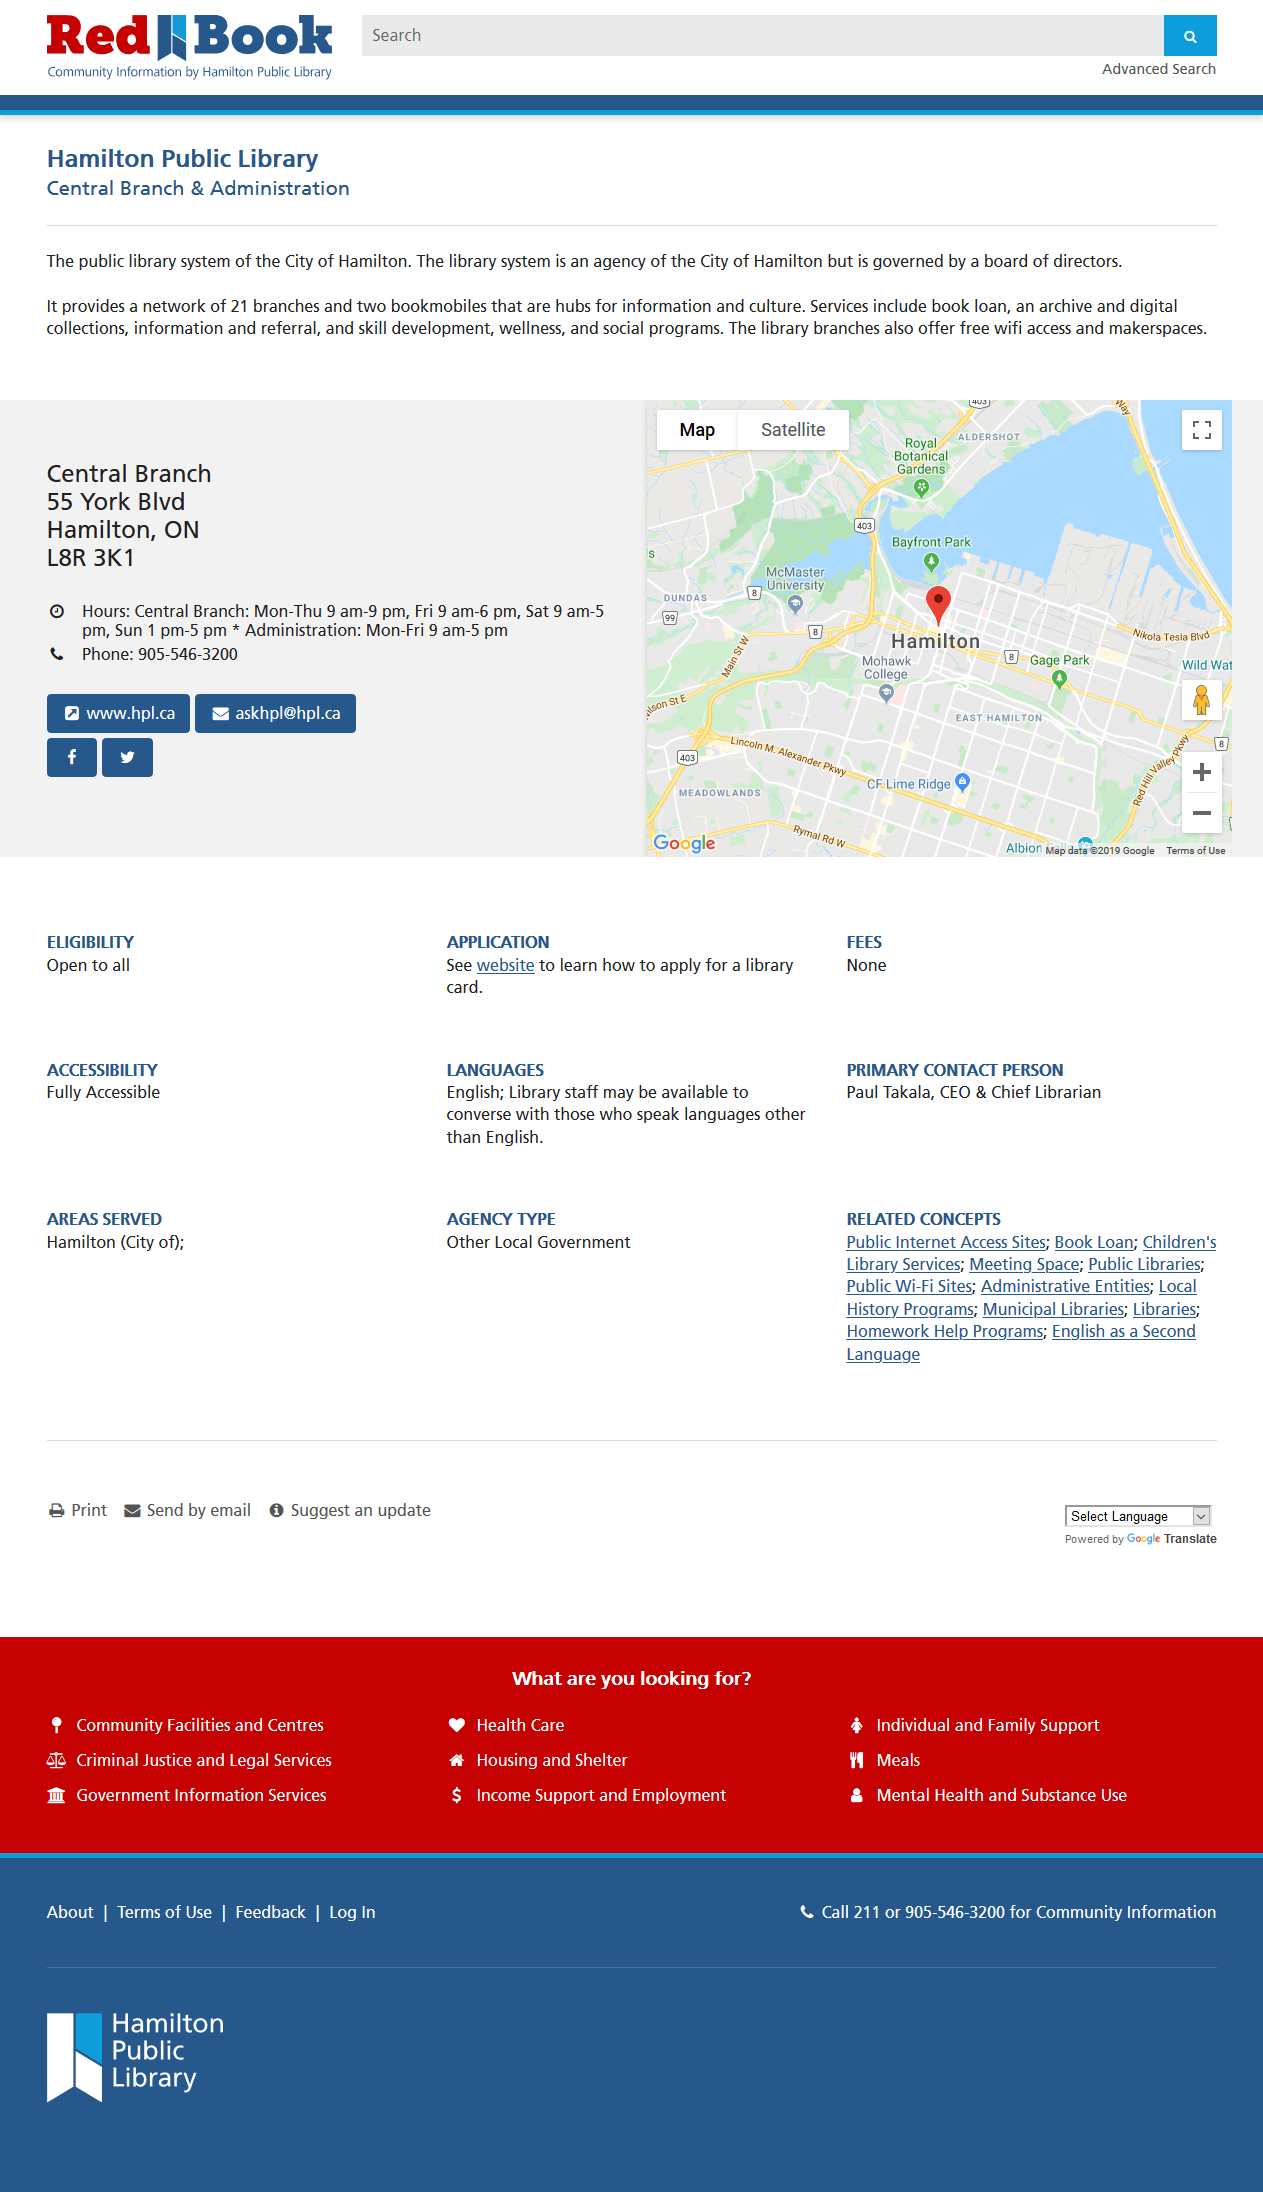 Red Book
Community Information by Hamilton Public Library
Search
Advanced Search
Hamilton Public Library
Central Branch & Administration
The public library system of the City of Hamilton. The library system is an agency of the City of Hamilton but is governed by a board of directors.
It provides a network of 21 branches and two bookmobiles that are hubs for information and culture. Services include book loan, an archive and digital
collections, information and referral, and skill development, wellness, and social programs. The library branches also offer free wifi access and makerspaces.
Central Branch
55 York Blvd
Hamilton, ON
L8R 3K1
Hours: Central Branch: Mon-Thu 9 am-9 pm, Fri 9 am-6 pm, Sat 9 am-5
pm, Sun 1 pm-5 pm * Administration: Mon-Fri 9 am-5 pm
Phone: 905-546-3200
www.hpl.ca
askhpl@hpl.ca
Map
Satellite
403
Way
Royal
Botanical
Gardens
ALDERSHOT
403
Bayfront Park
s
McMaster
University
DUNDAS
8
99
8
Main St W
Hamilton
Nikola Tesla Blvd
Mohawk
College
8
Gage Park
Wild Wat
ilson St E
EAST HAMILTON
Lincoln M. Alexander Pkwy
403
8
Red Hill Valley Pkwy
CF Lime Ridge
MEADOWLANDS
Rymal Rd W
Google
Albion
Map data ©2019 Google
Terms of Use
ELIGIBILITY
Open to all
APPLICATION
See website to learn how to apply for a library
card.
FEES
None
ACCESSIBILITY
Fully Accessible
LANGUAGES
English; Library staff may be available to
converse with those who speak languages other
than English.
PRIMARY CONTACT PERSON
Paul Takala, CEO & Chief Librarian
AREAS SERVED
Hamilton (City of);
AGENCY TYPE
Other Local Government
RELATED CONCEPTS
Public Internet Access Sites; Book Loan; Children's
Library Services; Meeting Space; Public Libraries;
Public Wi-Fi Sites; Administrative Entities; Local
History Programs; Municipal Libraries; Libraries;
Homework Help Programs; English as a Second
Language
Print
Send by email
Suggest an update
Select Language
Powered by Google Translate
What are you looking for?
Community Facilities and Centres
Health Care
Individual and Family Support
Criminal Justice and Legal Services
Housing and Shelter
Meals
Government Information Services
Income Support and Employment
Mental Health and Substance Use
About | Terms of Use | Feedback | Log In
Call 211 or 905-546-3200 for Community Information
Hamilton
Public
Library